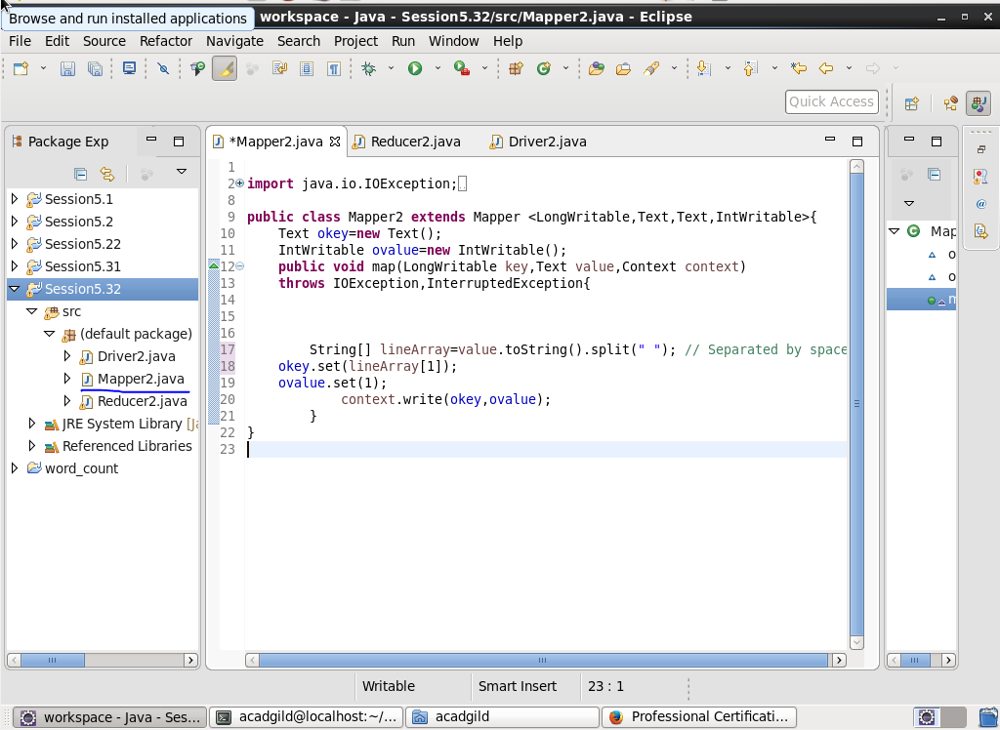 Browse and run installed applications
workspace - Java - Session5.32/src/Mapper2.java - Eclipse
File Edit Source Refactor Navigate Search Project Run Window Help
Quick Access
Package Exp
*Mapper2.java Reducer2.java Driver2.java
Session5.1
Session5.2
Session5.22
Session5.31
Session5.32
src
(default package)
Driver2.java
Mapper2.java
Reducer2.java
JRE System Library [Ja
Referenced Libraries
word_count
1
2 import java.io.IOException;
8
9 public class Mapper2 extends Mapper <LongWritable,Text,Text,IntWritable>{
10 Text okey=new Text();
11 IntWritable ovalue=new IntWritable();
12 public void map(LongWritable key,Text value,Context context)
13 throws IOException,InterruptedException{
14
15
16
17 String[] lineArray=value.toString().split(" "); // Separated by space
18 okey.set(lineArray[1]);
19 ovalue.set(1);
20 context.write(okey,ovalue);
21 }
22 }
23
Map
o
o
m
Writable Smart Insert 23 : 1
workspace - Java - Ses... acadgild@localhost:~/... acadgild Professional Certificati...